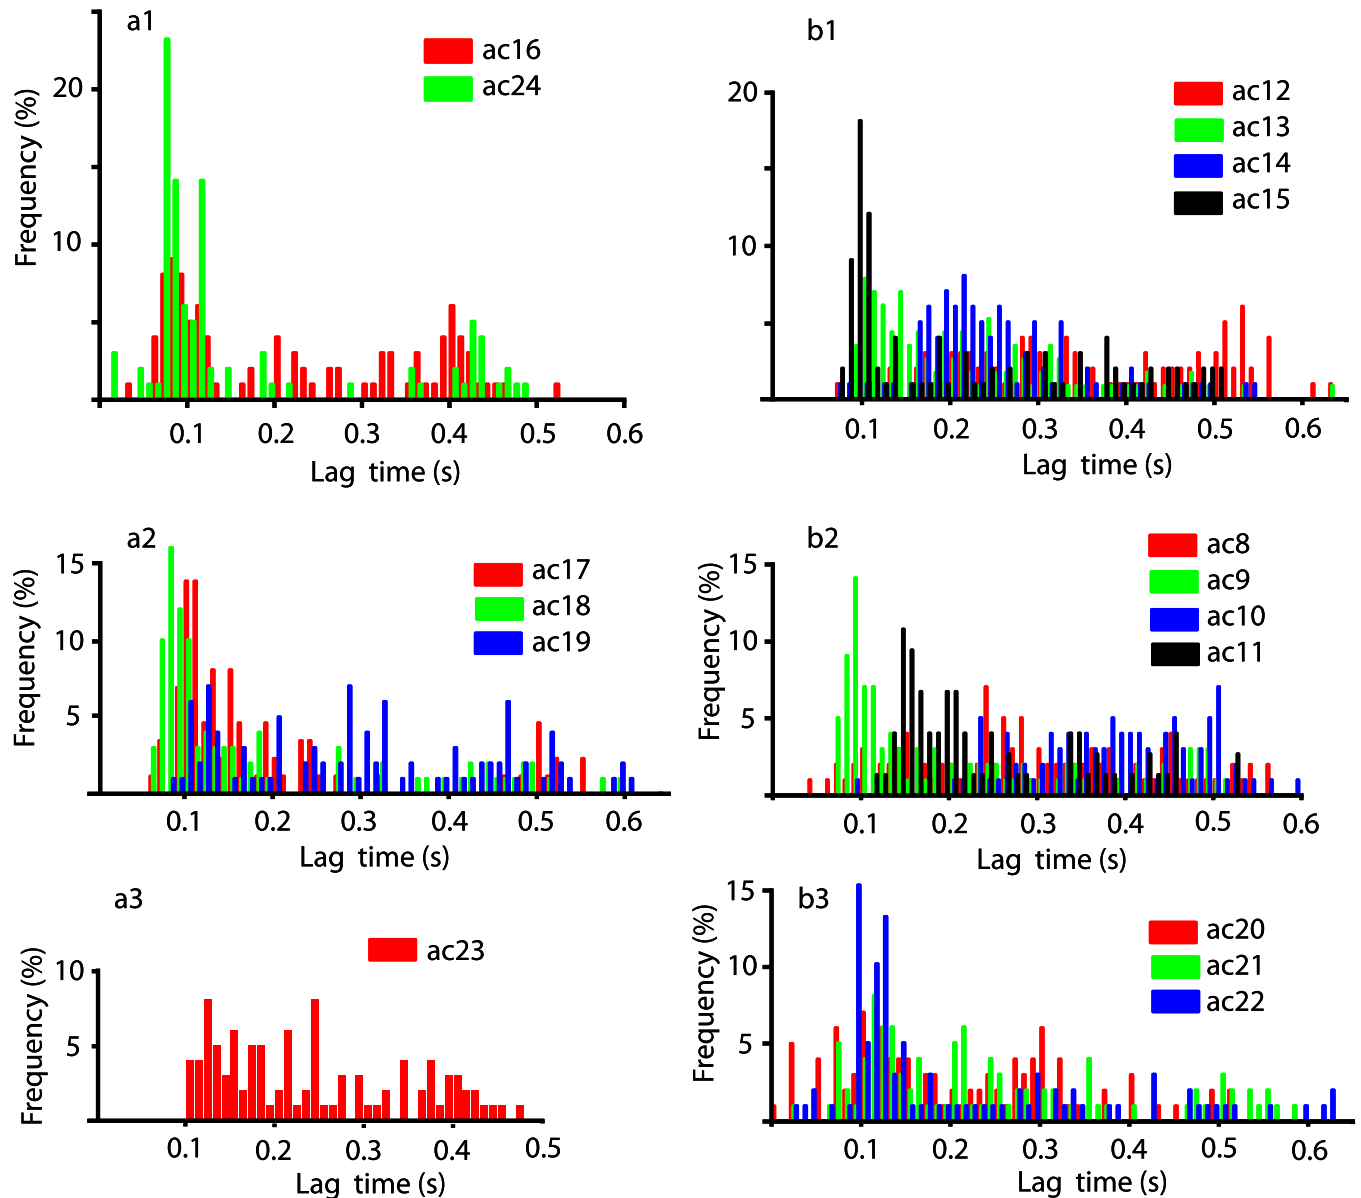 a1
ac16
ac24
20
10
Frequency (%)
0.1 0.2 0.3 0.4 0.5 0.6
Lag time (s)
b1
ac12
ac13
ac14
ac15
20
10
Frequency (%)
0.1 0.2 0.3 0.4 0.5 0.6
Lag time (s)
a2
ac17
ac18
ac19
15
10
5
Frequency (%)
0.1 0.2 0.3 0.4 0.5 0.6
Lag time (s)
b2
ac8
ac9
ac10
ac11
15
10
5
Frequency (%)
0.1 0.2 0.3 0.4 0.5 0.6
Lag time (s)
a3
ac23
10
5
Frequency (%)
0.1 0.2 0.3 0.4 0.5
Lag time (s)
b3
ac20
ac21
ac22
15
10
5
Frequency (%)
0.1 0.2 0.3 0.4 0.5 0.6
Lag time (s)